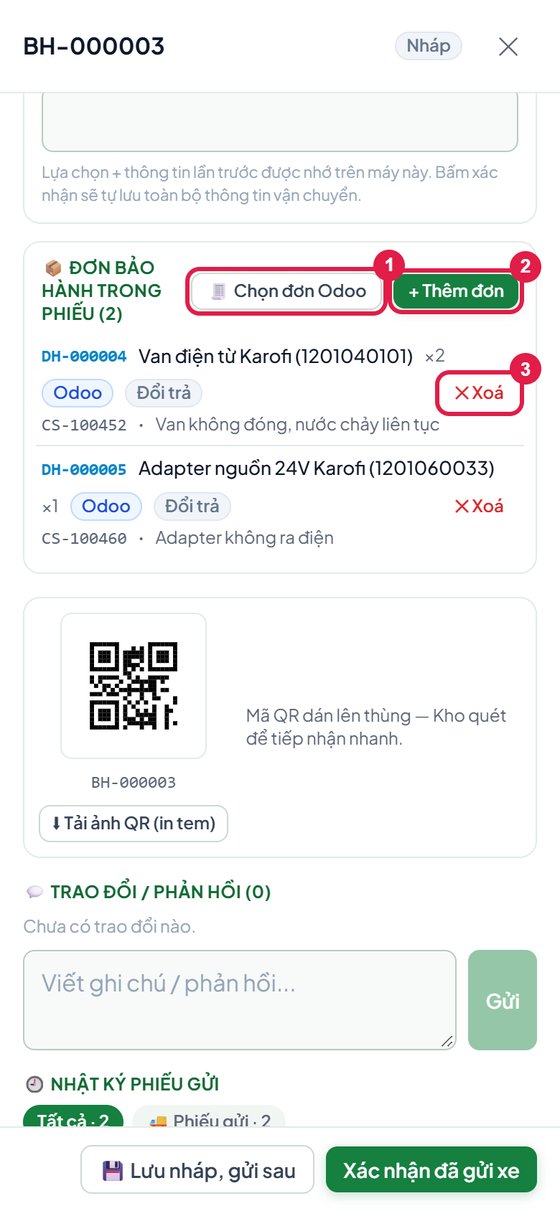 BH-000003
Nháp
Lựa chọn + thông tin lần trước được nhớ trên máy này. Bấm xác
nhận sẽ tự lưu toàn bộ thông tin vận chuyển.
ĐƠN BẢO
HÀNH TRONG
PHIẾU (2)
Chọn đơn Odoo
1
+ Thêm đơn
2
DH-000004 Van điện từ Karofi (1201040101) ×2
Odoo Đổi trả
Xoá
3
CS-100452 · Van không đóng, nước chảy liên tục
DH-000005 Adapter nguồn 24V Karofi (1201060033)
×1 Odoo Đổi trả
Xoá
CS-100460 · Adapter không ra điện
Mã QR dán lên thùng — Kho quét
để tiếp nhận nhanh.
BH-000003
Tải ảnh QR (in tem)
TRAO ĐỔI / PHẢN HỒI (0)
Chưa có trao đổi nào.
Viết ghi chú / phản hồi...
Gửi
NHẬT KÝ PHIẾU GỬI
Tất cả · 2
Phiếu gửi · 2
Lưu nháp, gửi sau
Xác nhận đã gửi xe